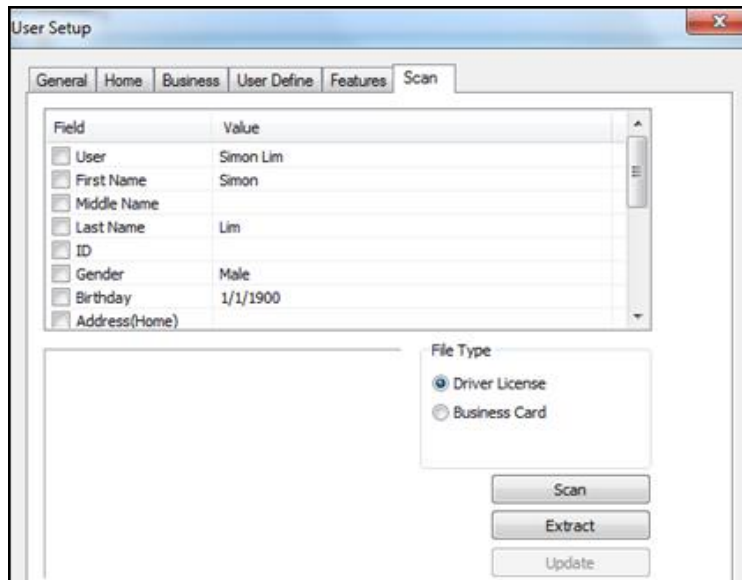 User Setup
General Home Business User Define Features Scan
Field Value
User Simon Lim
First Name Simon
Middle Name
Last Name Lim
ID
Gender Male
Birthday 1/1/1900
Address(Home)
File Type
Driver License
Business Card
Scan
Extract
Update